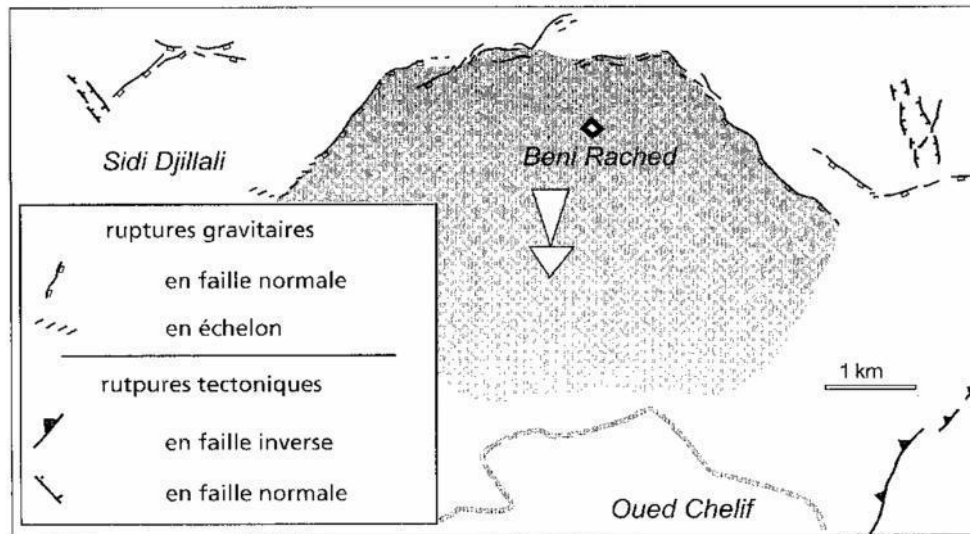 Sidi Djillali
Beni Rached
ruptures gravitaires
en faille normale
en échelon
rutpures tectoniques
en faille inverse
en faille normale
1 km
Oued Chelif